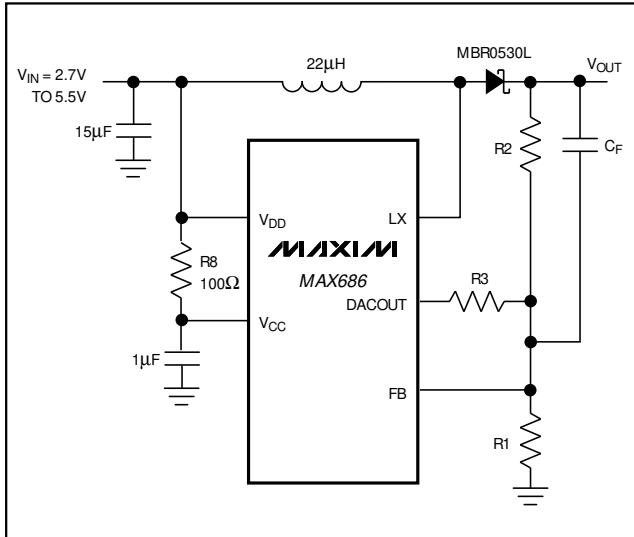 MBR0530L
22μH
V_IN = 2.7V
TO 5.5V
V_OUT
15μF
R2
C_F
V_DD
LX
MAXIM
R8
100Ω
MAX686
R3
DACOUT
V_CC
1μF
FB
R1